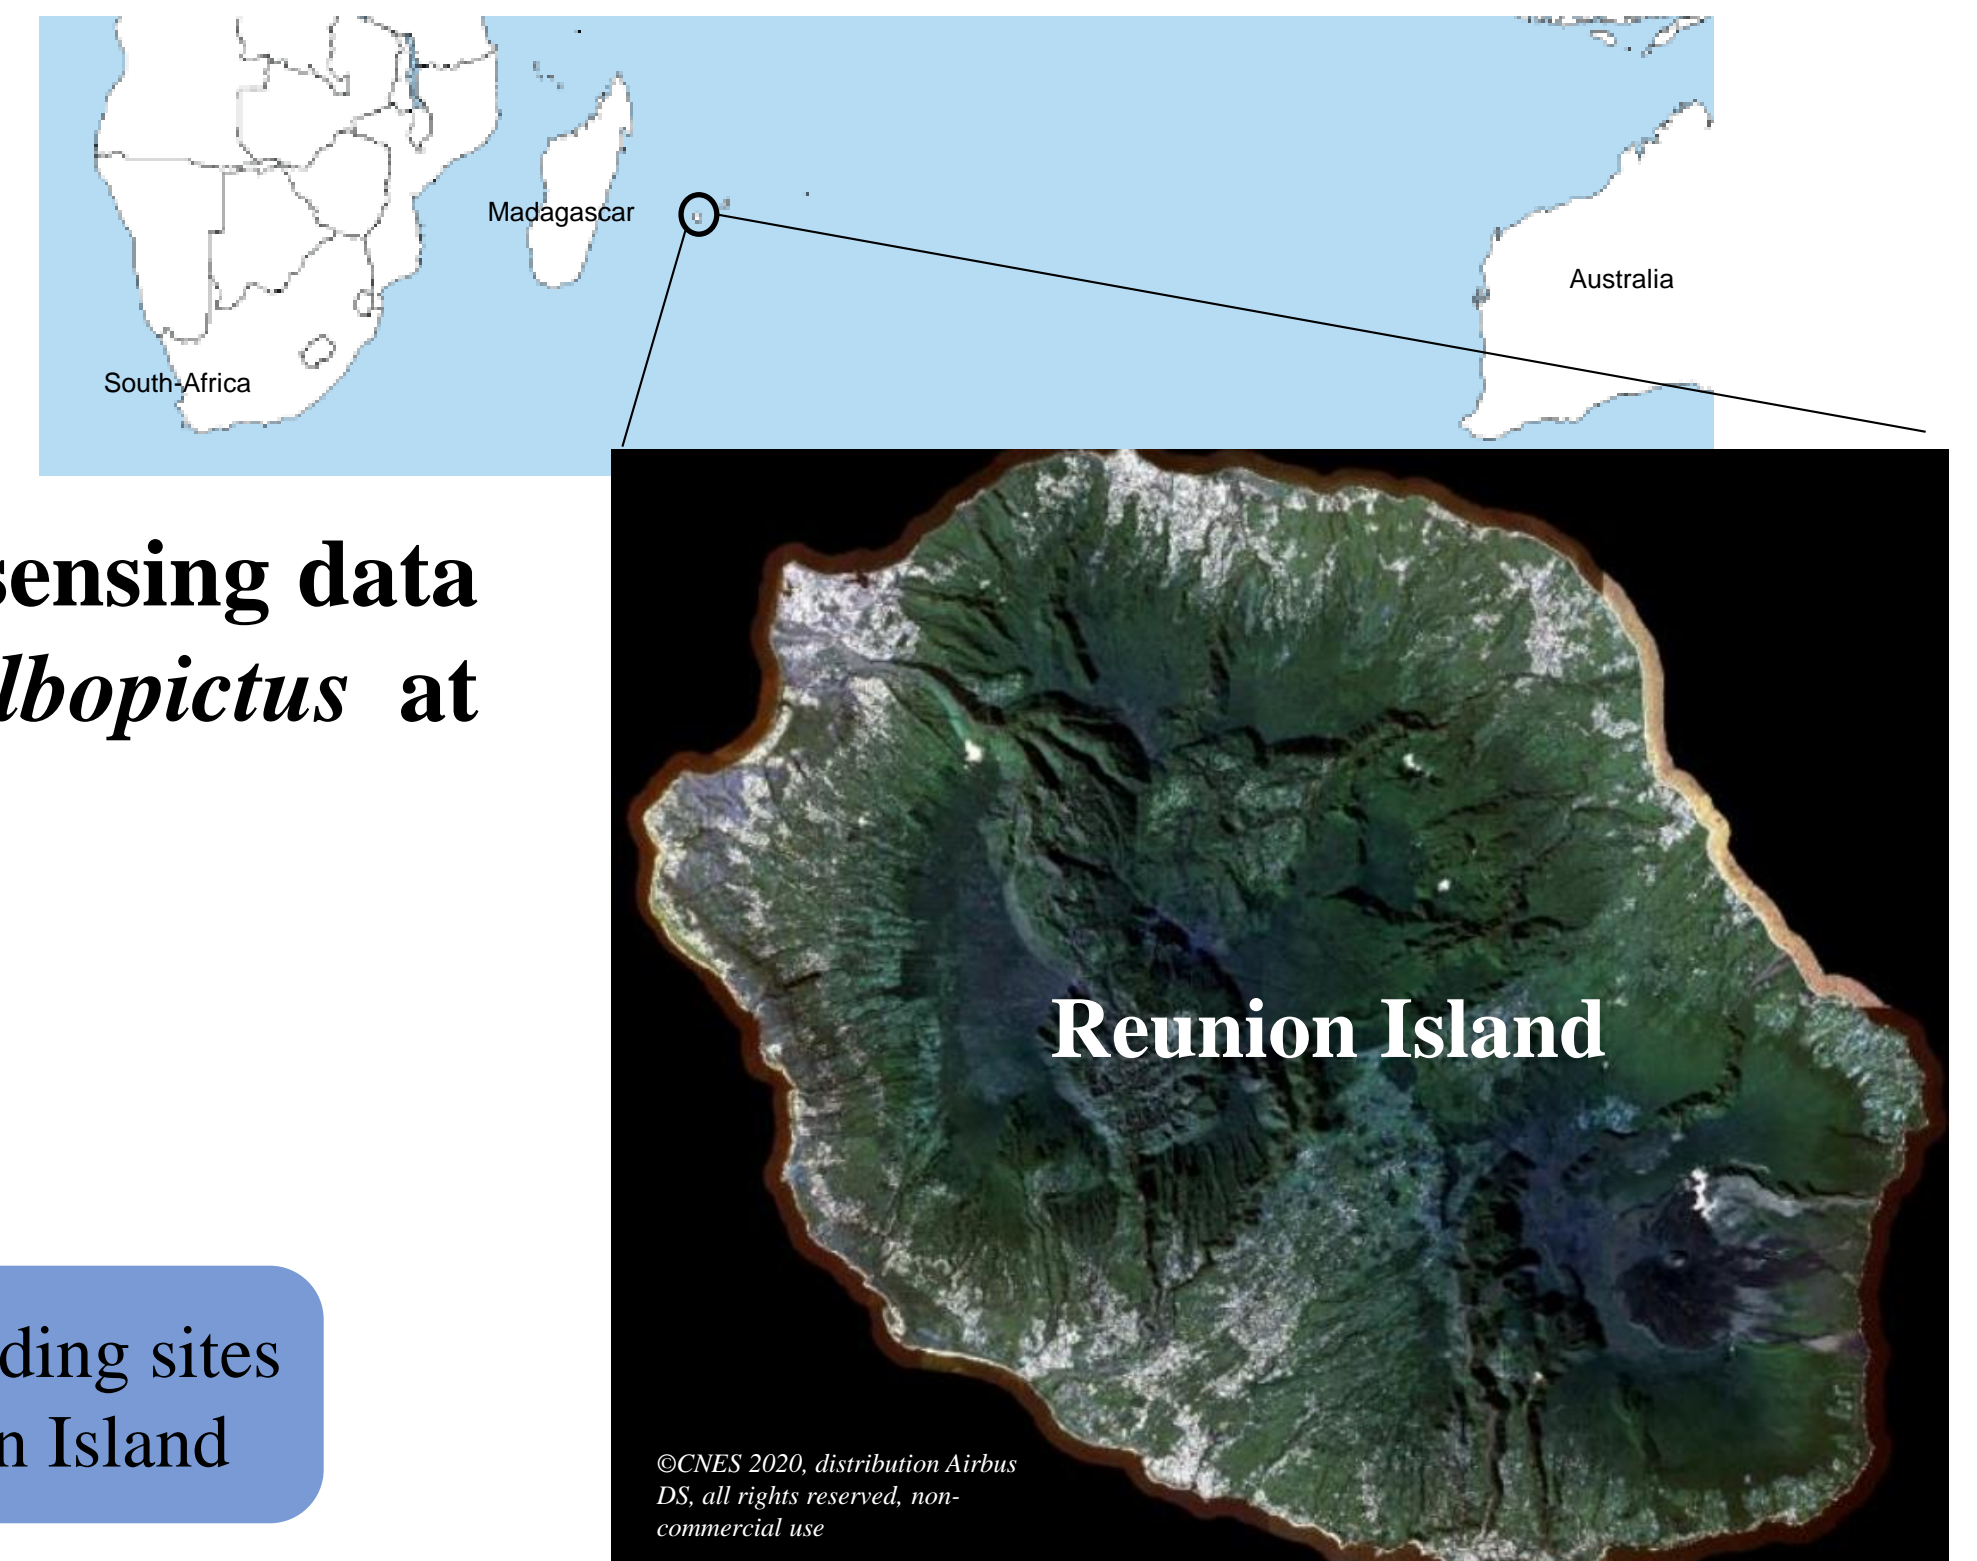 Madagascar
Australia
South-Africa
sensing data
lbopictus at
Reunion Island
ding sites
n Island
©CNES 2020, distribution Airbus
DS, all rights reserved, non-
commercial use